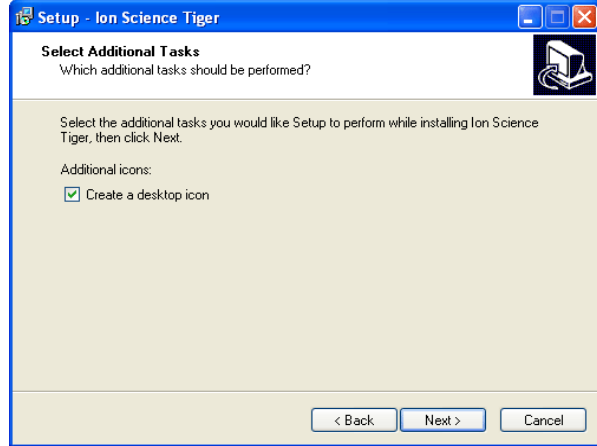 Setup - Ion Science Tiger
Select Additional Tasks
Which additional tasks should be performed?
Select the additional tasks you would like Setup to perform while installing Ion Science
Tiger, then click Next.
Additional icons:
Create a desktop icon
< Back
Next >
Cancel